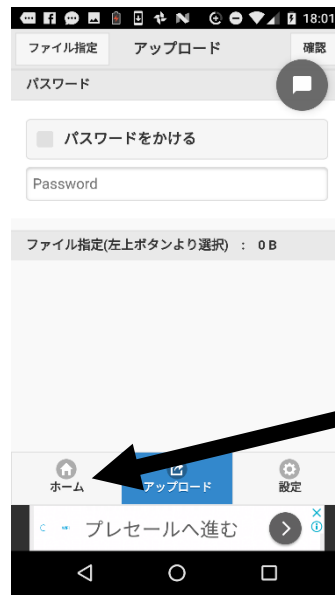 18:01
ファイル指定 アップロード 確認
パスワード
パスワードをかける
Password
ファイル指定(左上ボタンより選択) : 0 B
ホーム アップロード 設定
プレセールへ進む